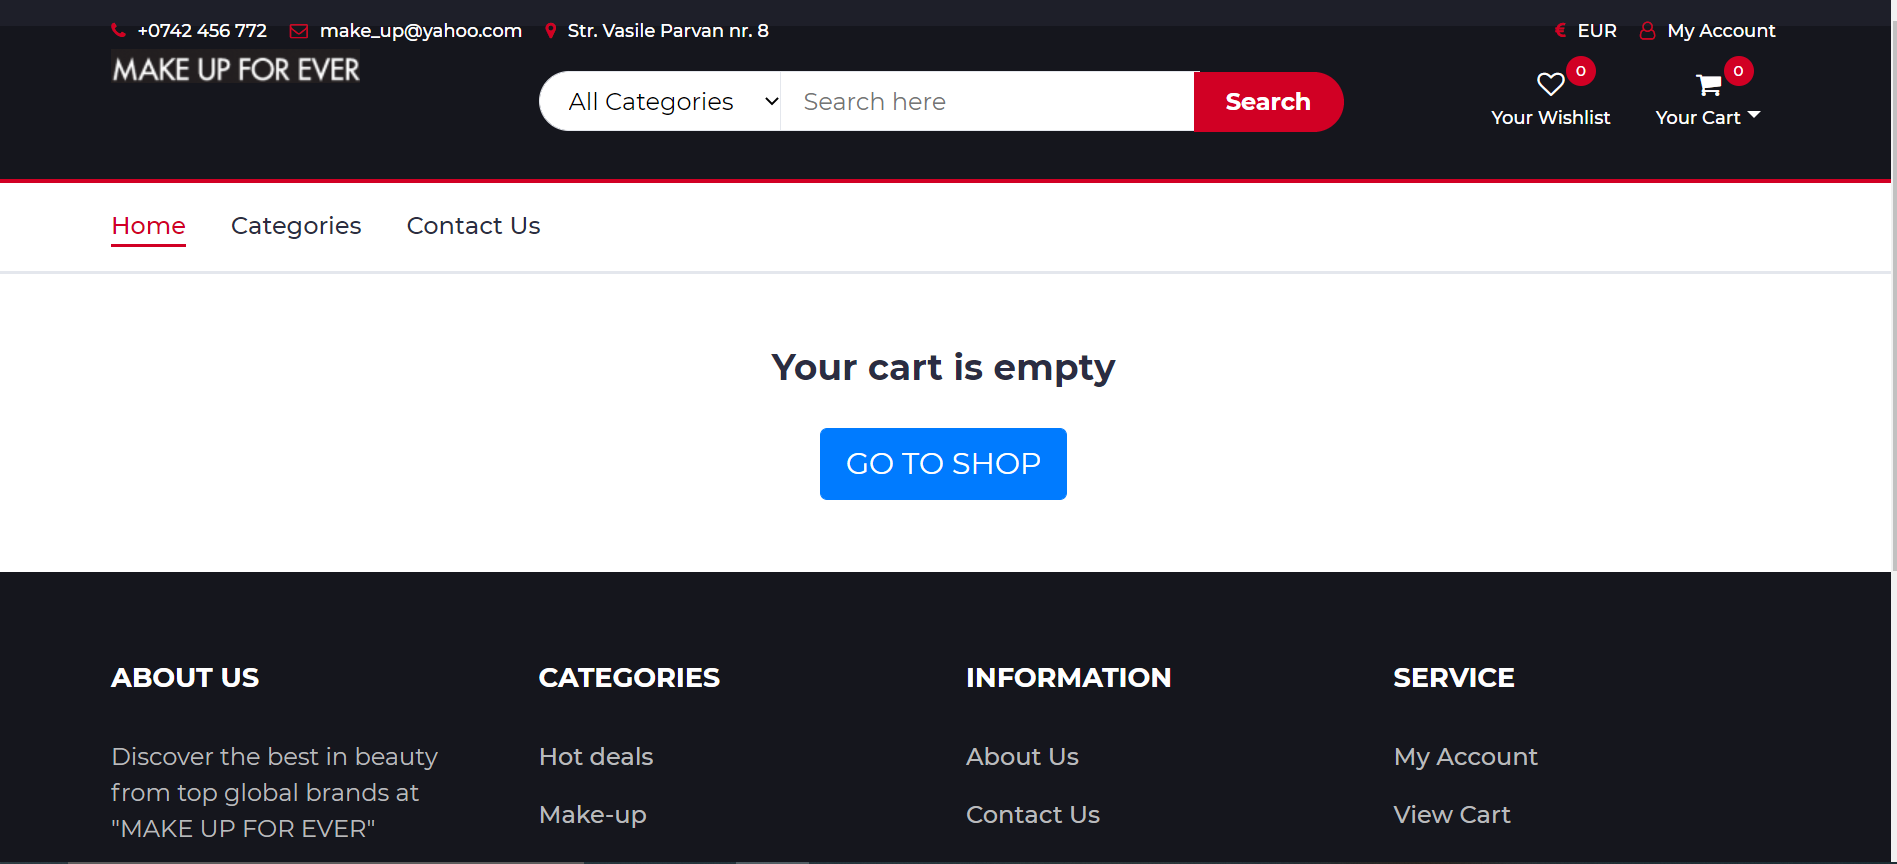 +0742 456 772 make_up@yahoo.com Str. Vasile Parvan nr. 8 € EUR My Account
MAKE UP FOR EVER
All Categories Search here Search
0 0
Your Wishlist Your Cart
Home Categories Contact Us
Your cart is empty
GO TO SHOP
ABOUT US CATEGORIES INFORMATION SERVICE
Discover the best in beauty Hot deals About Us My Account
from top global brands at
"MAKE UP FOR EVER" Make-up Contact Us View Cart